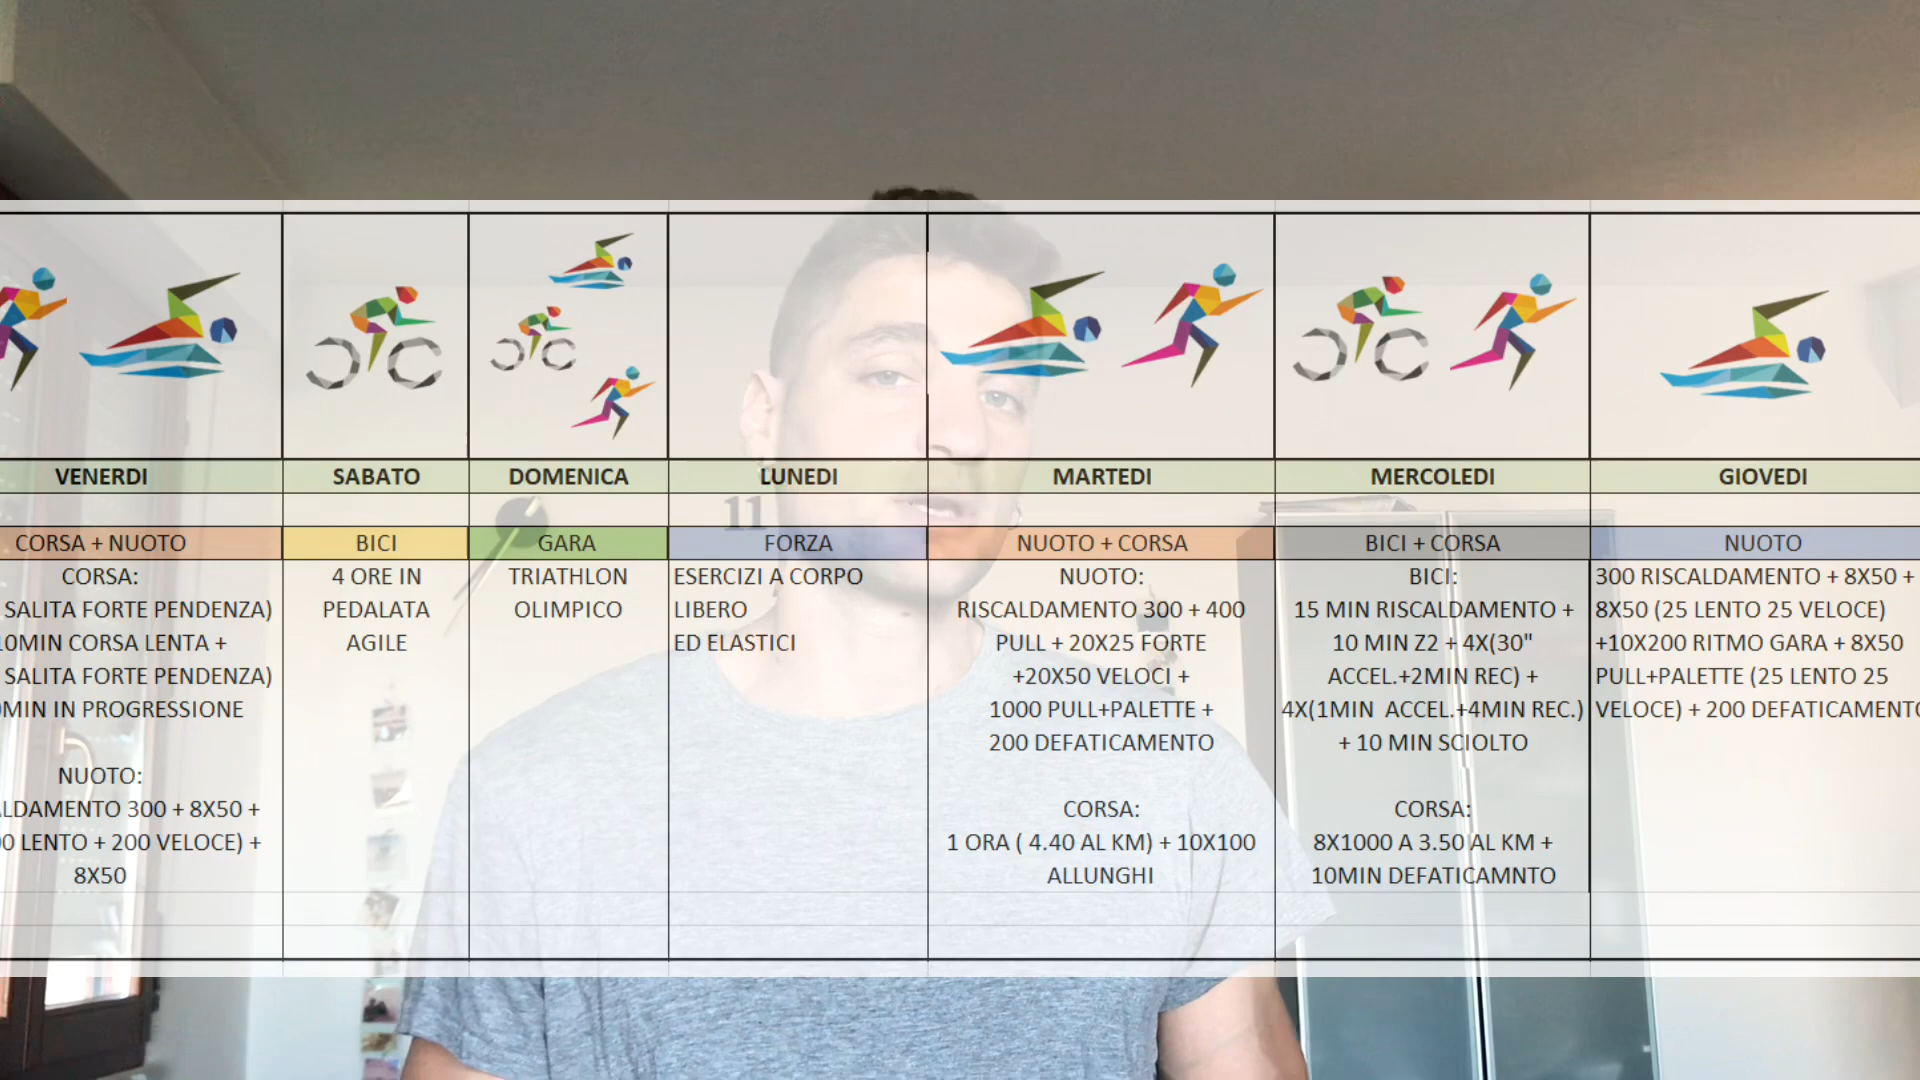 VENERDI
SABATO
DOMENICA
LUNEDI
MARTEDI
MERCOLEDI
GIOVEDI
CORSA + NUOTO
BICI
GARA
FORZA
NUOTO + CORSA
BICI + CORSA
NUOTO
CORSA:
SALITA FORTE PENDENZA)
10MIN CORSA LENTA +
SALITA FORTE PENDENZA)
MIN IN PROGRESSIONE
NUOTO:
300 + 8X50 +
LENTO + 200 VELOCE) +
8X50
4 ORE IN
PEDALATA
AGILE
TRIATHLON
OLIMPICO
ESERCIZI A CORPO
LIBERO
ED ELASTICI
NUOTO:
RISCALDAMENTO 300 + 400
PULL + 20X25 FORTE
+20X50 VELOCI +
1000 PULL+PALETTE +
200 DEFATICAMENTO
CORSA:
1 ORA ( 4.40 AL KM) + 10X100
ALLUNGHI
BICI:
15 MIN RISCALDAMENTO +
10 MIN Z2 + 4X(30"
ACCEL.+2MIN REC) +
4X(1MIN ACCEL.+4MIN REC.)
+ 10 MIN SCIOLTO
CORSA:
8X1000 A 3.50 AL KM +
10MIN DEFATICAMNTO
300 RISCALDAMENTO + 8X50 +
8X50 (25 LENTO 25 VELOCE)
+10X200 RITMO GARA + 8X50
PULL+PALETTE (25 LENTO 25
VELOCE) + 200 DEFATICAMENTO
11